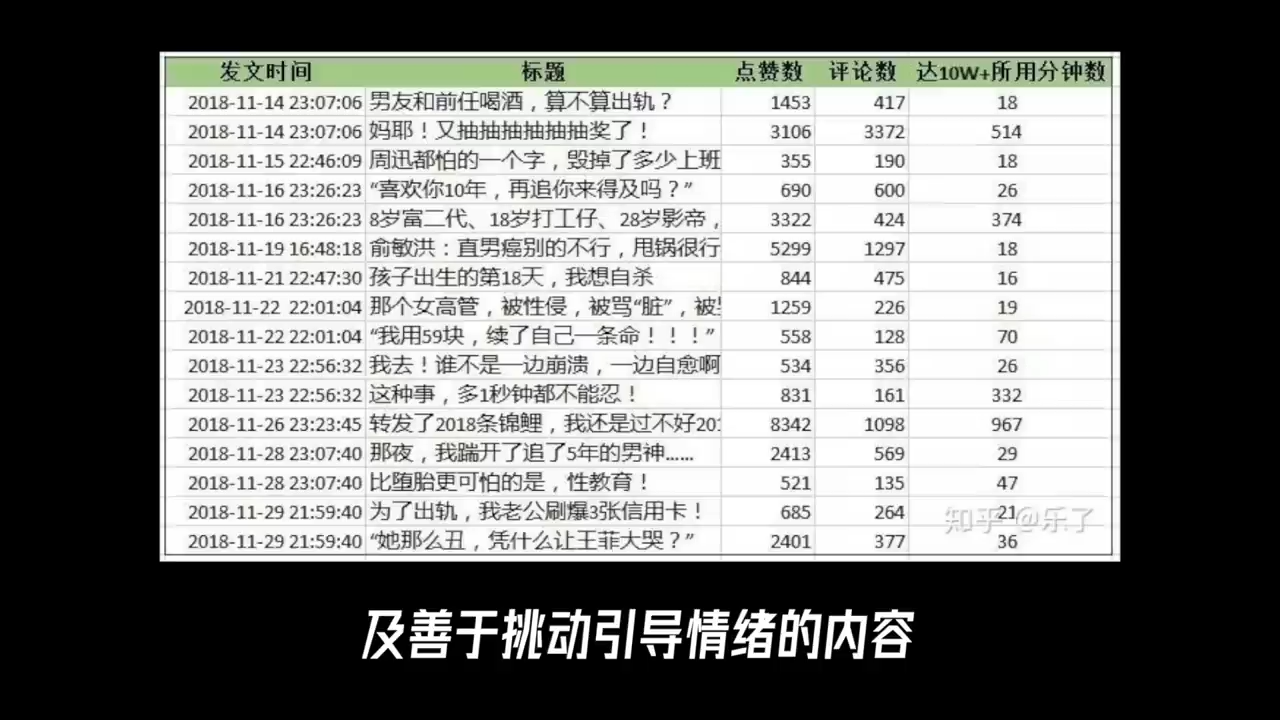 发文时间 标题 点赞数 评论数 达10W+所用分钟数
2018-11-14 23:07:06 男友和前任喝酒，算不算出轨？ 1453 417 18
2018-11-14 23:07:06 妈耶！又抽抽抽抽抽抽奖了！ 3106 3372 514
2018-11-15 22:46:09 周迅都怕的一个字，毁掉了多少上班 355 190 18
2018-11-16 23:26:23 “喜欢你10年，再追你来得及吗？” 690 600 26
2018-11-16 23:26:23 8岁富二代、18岁打工仔、28岁影帝， 3322 424 374
2018-11-19 16:48:18 俞敏洪：直男癌别的不行，甩锅很行 5299 1297 18
2018-11-21 22:47:30 孩子出生的第18天，我想自杀 844 475 16
2018-11-22 22:01:04 那个女高管，被性侵，被骂“脏”，被 1259 226 19
2018-11-22 22:01:04 “我用59块，续了自己一条命！！！” 558 128 70
2018-11-23 22:56:32 我去！谁不是一边崩溃，一边自愈啊 534 356 26
2018-11-23 22:56:32 这种事，多1秒钟都不能忍！ 831 161 332
2018-11-26 23:23:45 转发了2018条锦鲤，我还是过不好201 8342 1098 967
2018-11-28 23:07:40 那夜，我踹开了追了5年的男神…… 2413 569 29
2018-11-28 23:07:40 比堕胎更可怕的是，性教育！ 521 135 47
2018-11-29 21:59:40 为了出轨，我老公刷爆3张信用卡！ 685 264 21
2018-11-29 21:59:40 “她那么丑，凭什么让王菲大哭？” 2401 377 36
知乎 @乐了
及善于挑动引导情绪的内容